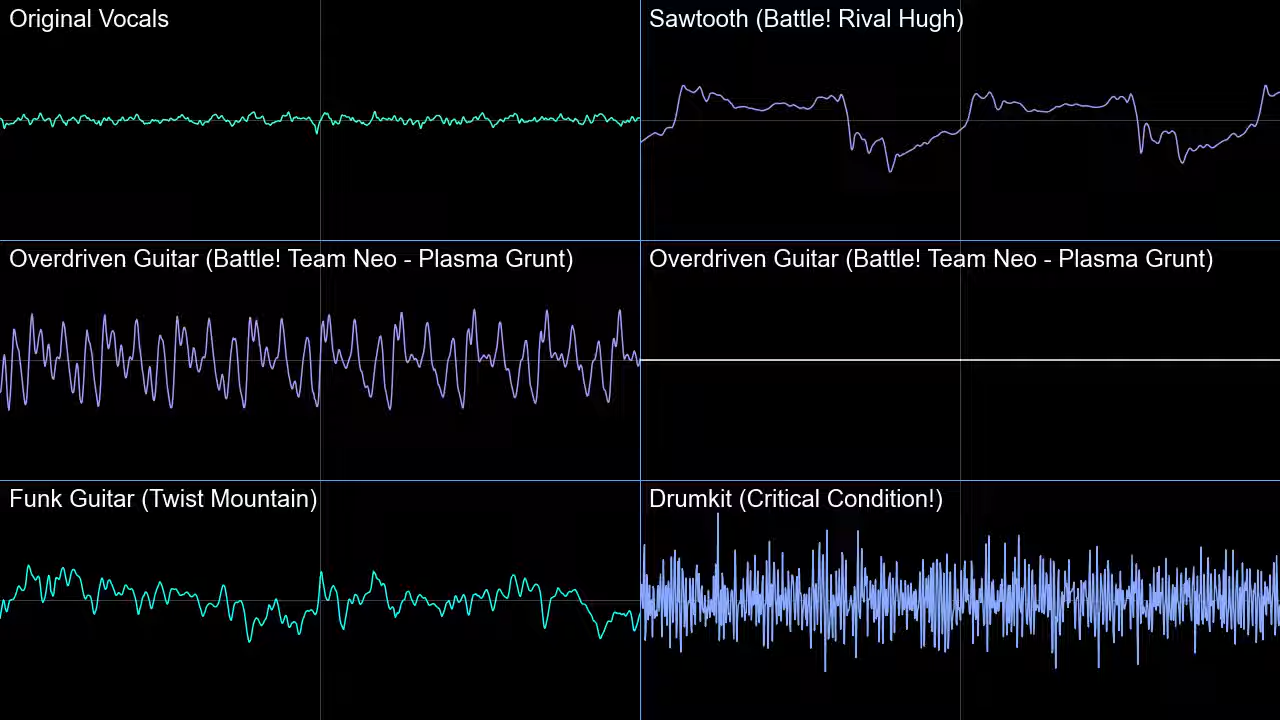 Original Vocals
Sawtooth (Battle! Rival Hugh)
Overdriven Guitar (Battle! Team Neo - Plasma Grunt)
Overdriven Guitar (Battle! Team Neo - Plasma Grunt)
Funk Guitar (Twist Mountain)
Drumkit (Critical Condition!)